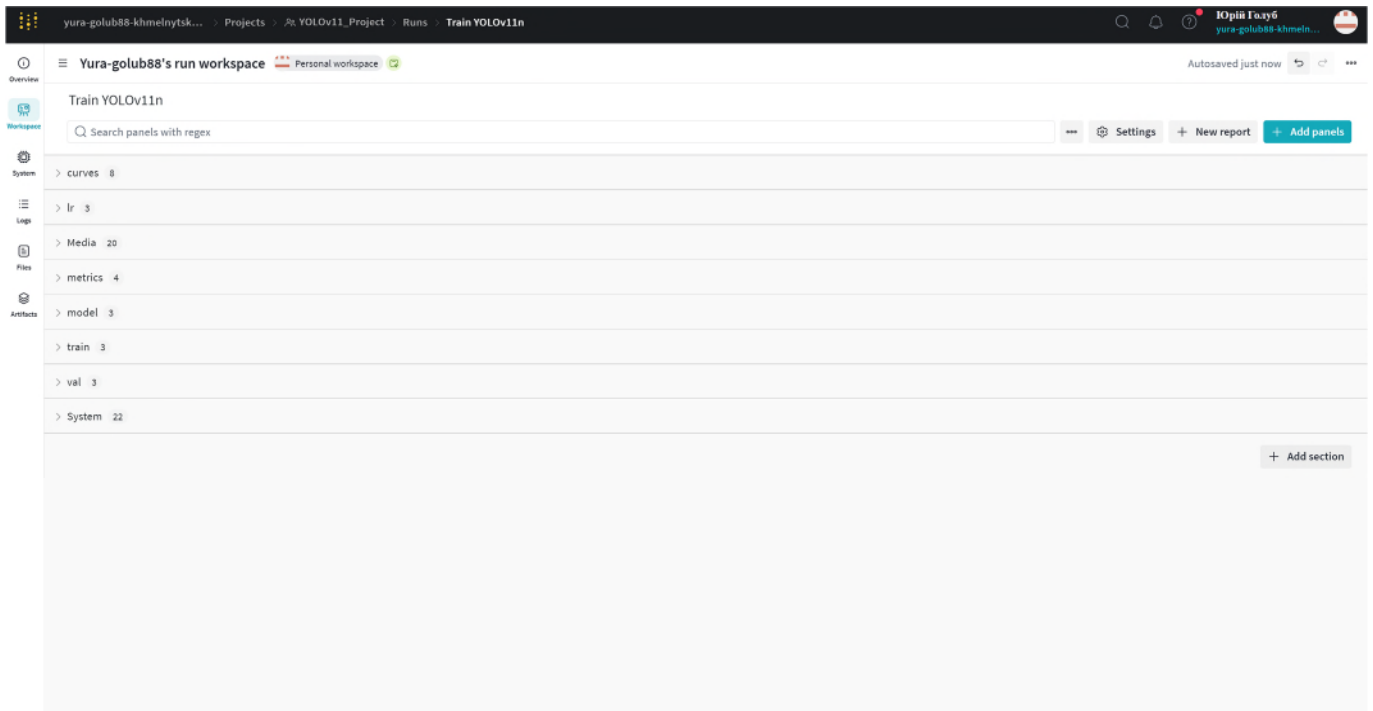 yura-golub88-khmelnytsk... > Projects > YOLOv11_Project > Runs > Train YOLOv11n
Юрій Голуб
yura-golub88-khmeln...
Overview
Workspace
System
Logs
Files
Artifacts
Yura-golub88's run workspace Personal workspace
Autosaved just now
Train YOLOv11n
Search panels with regex
Settings
+ New report
+ Add panels
> curves 8
> lr 3
> Media 20
> metrics 4
> model 3
> train 3
> val 3
> System 22
+ Add section